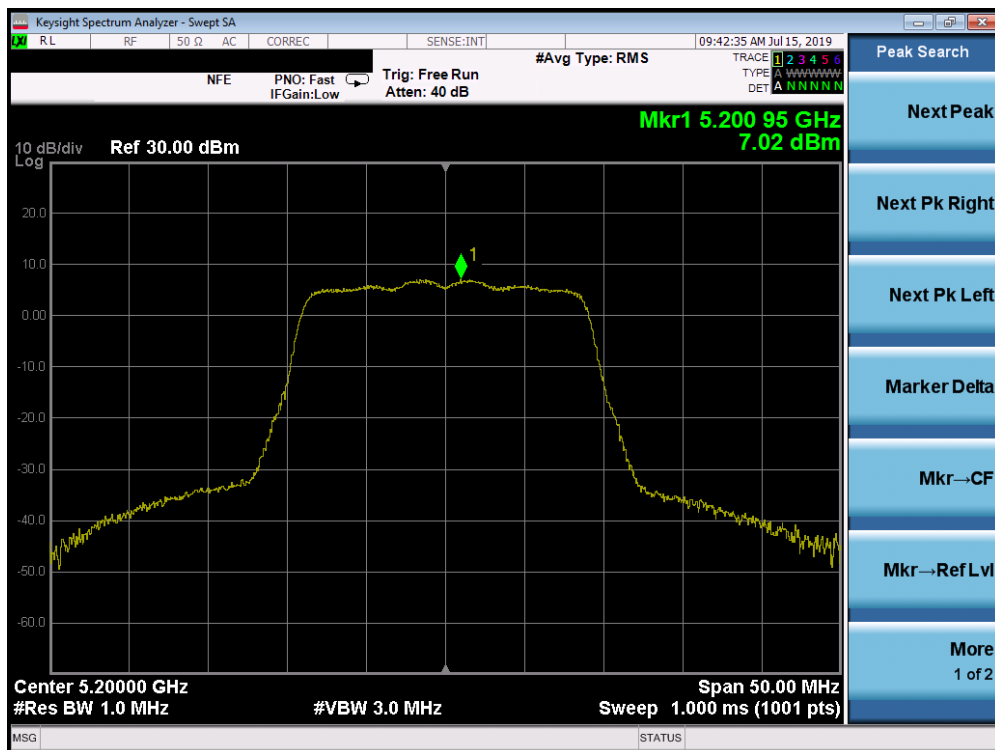 Keysight Spectrum Analyzer - Swept SA
LXI RL RF 50 Ω AC CORREC SENSE:INT 09:42:35 AM Jul 15, 2019
Peak Search
#Avg Type: RMS TRACE 1 2 3 4 5 6
NFE PNO: Fast Trig: Free Run TYPE A WWWWW
IFGain:Low Atten: 40 dB DET A N N N N N
Mkr1 5.200 95 GHz
7.02 dBm
10 dB/div Ref 30.00 dBm
Log
20.0
10.0
0.00
-10.0
-20.0
-30.0
-40.0
-50.0
-60.0
1
Center 5.20000 GHz Span 50.00 MHz
#Res BW 1.0 MHz #VBW 3.0 MHz Sweep 1.000 ms (1001 pts)
MSG STATUS
Next Peak
Next Pk Right
Next Pk Left
Marker Delta
Mkr→CF
Mkr→Ref Lvl
More
1 of 2